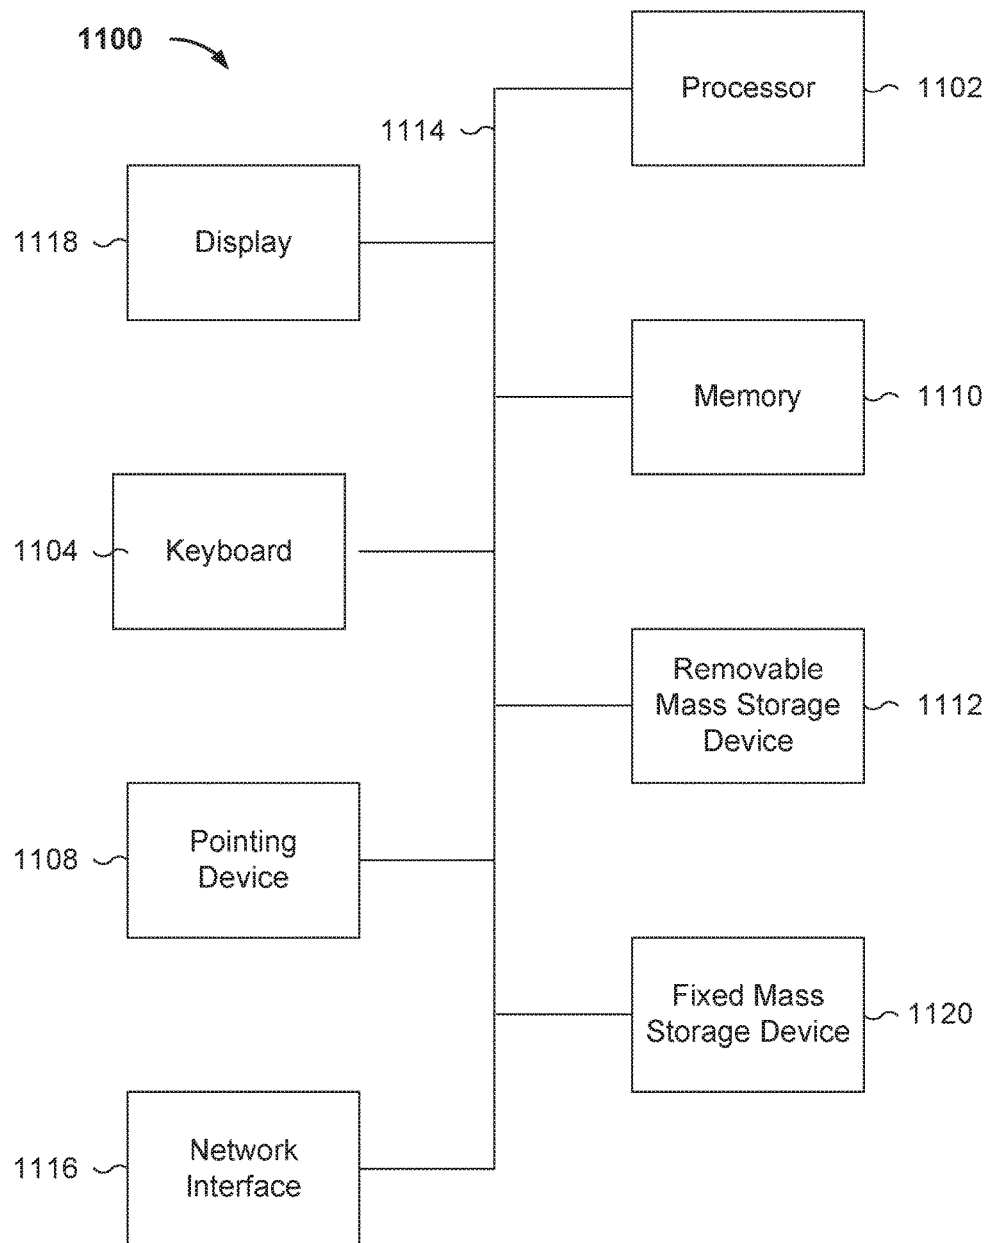 1100
Processor
1102
1114
1118
Display
Memory
1110
1104
Keyboard
Removable
Mass Storage
Device
1112
1108
Pointing
Device
Fixed Mass
Storage Device
1120
1116
Network
Interface